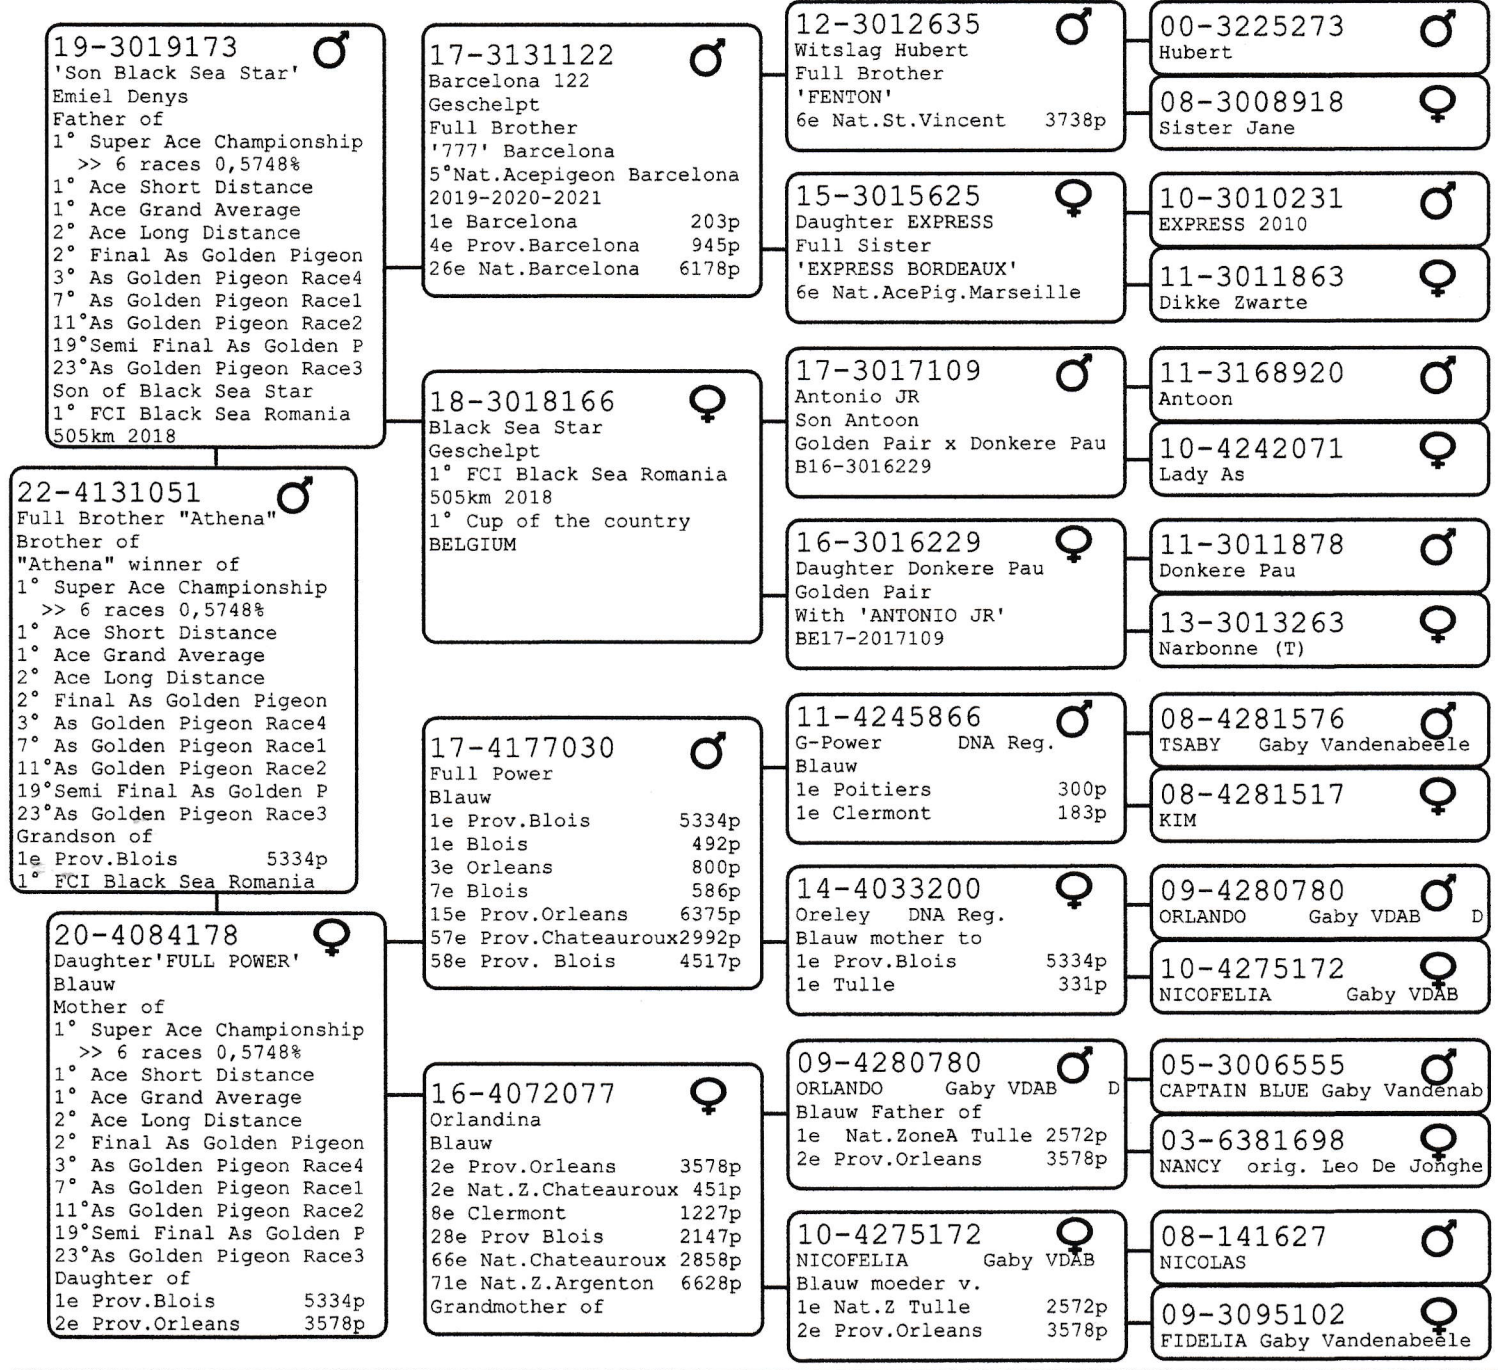 19-3019173
'Son Black Sea Star'
Emiel Denys
Father of
1° Super Ace Championship
>> 6 races 0,5748%
1° Ace Short Distance
1° Ace Grand Average
2° Ace Long Distance
2° Final As Golden Pigeon
3° As Golden Pigeon Race4
7° As Golden Pigeon Race1
11°As Golden Pigeon Race2
19°Semi Final As Golden P
23°As Golden Pigeon Race3
Son of Black Sea Star
1° FCI Black Sea Romania
505km 2018
22-4131051
Full Brother "Athena"
Brother of
"Athena" winner of
1° Super Ace Championship
>> 6 races 0,5748%
1° Ace Short Distance
1° Ace Grand Average
2° Ace Long Distance
2° Final As Golden Pigeon
3° As Golden Pigeon Race4
7° As Golden Pigeon Race1
11°As Golden Pigeon Race2
19°Semi Final As Golden P
23°As Golden Pigeon Race3
Grandson of
1e Prov.Blois 5334p
1° FCI Black Sea Romania
20-4084178
Daughter'FULL POWER'
Blauw
Mother of
1° Super Ace Championship
>> 6 races 0,5748%
1° Ace Short Distance
1° Ace Grand Average
2° Ace Long Distance
2° Final As Golden Pigeon
3° As Golden Pigeon Race4
7° As Golden Pigeon Race1
11°As Golden Pigeon Race2
19°Semi Final As Golden P
23°As Golden Pigeon Race3
Daughter of
1e Prov.Blois 5334p
2e Prov.Orleans 3578p
17-3131122
Barcelona 122
Geschelpt
Full Brother
'777' Barcelona
5°Nat.Acepigeon Barcelona
2019-2020-2021
1e Barcelona 203p
4e Prov.Barcelona 945p
26e Nat.Barcelona 6178p
18-3018166
Black Sea Star
Geschelpt
1° FCI Black Sea Romania
505km 2018
1° Cup of the country
BELGIUM
17-4177030
Full Power
Blauw
1e Prov.Blois 5334p
1e Blois 492p
3e Orleans 800p
7e Blois 586p
15e Prov.Orleans 6375p
57e Prov.Chateauroux2992p
58e Prov. Blois 4517p
16-4072077
Orlandina
Blauw
2e Prov.Orleans 3578p
2e Nat.Z.Chateauroux 451p
8e Clermont 1227p
28e Prov Blois 2147p
66e Nat.Chateauroux 2858p
71e Nat.Z.Argenton 6628p
Grandmother of
12-3012635
Witslag Hubert
Full Brother
'FENTON'
6e Nat.St.Vincent 3738p
15-3015625
Daughter EXPRESS
Full Sister
'EXPRESS BORDEAUX'
6e Nat.AcePig.Marseille
17-3017109
Antonio JR
Son Antoon
Golden Pair x Donkere Pau
B16-3016229
16-3016229
Daughter Donkere Pau
Golden Pair
With 'ANTONIO JR'
BE17-2017109
11-4245866
G-Power DNA Reg.
Blauw
1e Poitiers 300p
1e Clermont 183p
14-4033200
Oreley DNA Reg.
Blauw mother to
1e Prov.Blois 5334p
1e Tulle 331p
09-4280780
ORLANDO Gaby VDAB D
Blauw Father of
1e Nat.ZoneA Tulle 2572p
2e Prov.Orleans 3578p
10-4275172
NICOFELIA Gaby VDAB
Blauw moeder v.
1e Nat.Z Tulle 2572p
2e Prov.Orleans 3578p
00-3225273
Hubert
08-3008918
Sister Jane
10-3010231
EXPRESS 2010
11-3011863
Dikke Zwarte
11-3168920
Antoon
10-4242071
Lady As
11-3011878
Donkere Pau
13-3013263
Narbonne (T)
08-4281576
TSABY Gaby Vandenabeele
08-4281517
KIM
09-4280780
ORLANDO Gaby VDAB D
10-4275172
NICOFELIA Gaby VDAB
05-3006555
CAPTAIN BLUE Gaby Vandenab
03-6381698
NANCY orig. Leo De Jonghe
08-141627
NICOLAS
09-3095102
FIDELIA Gaby Vandenabeele